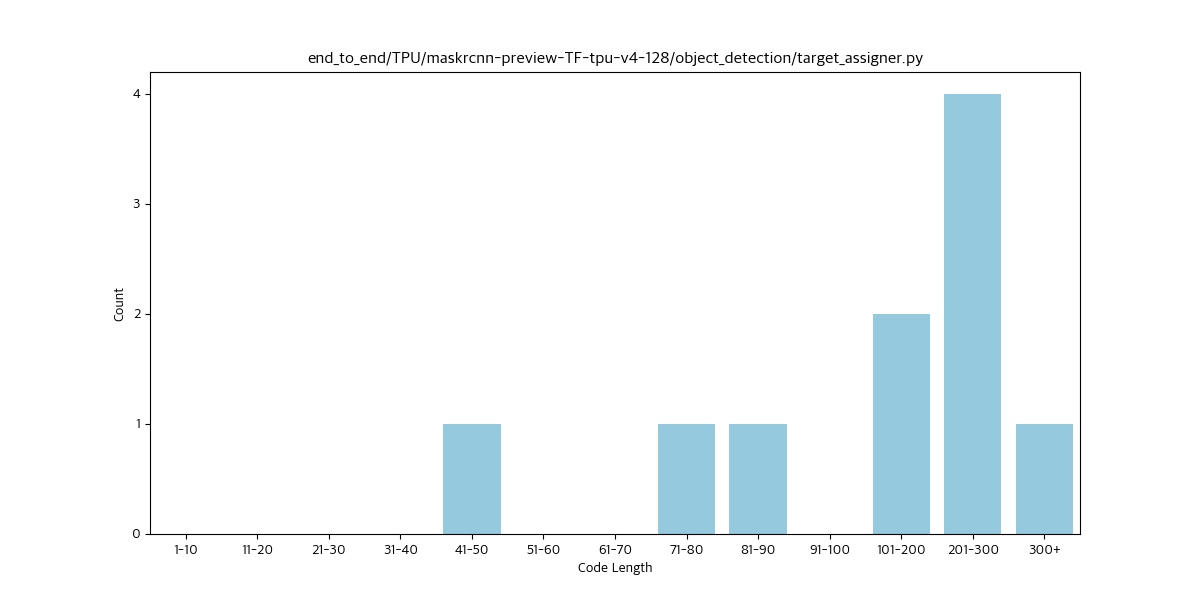 end_to_end/TPU/maskrcnn-preview-TF-tpu-v4-128/object_detection/target_assigner.py
4
3
2
1
0
Count
1-10 11-20 21-30 31-40 41-50 51-60 61-70 71-80 81-90 91-100 101-200 201-300 300+
Code Length